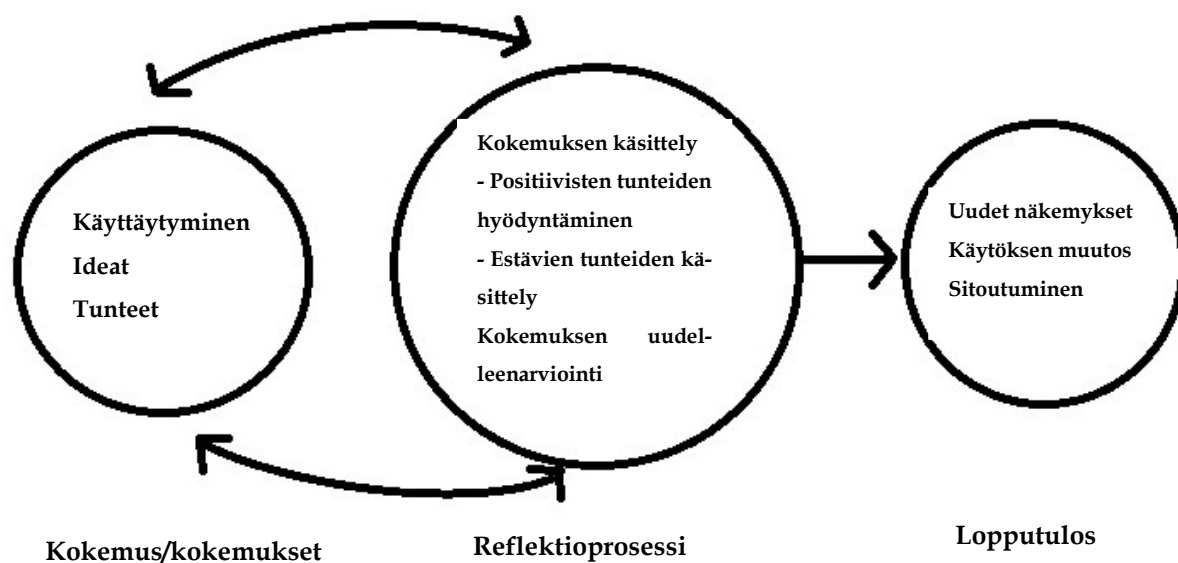 Käyttäytyminen
Ideat
Tunteet
Kokemuksen käsittely
- Positiivisten tunteiden
hyödyntäminen
- Estävien tunteiden kä-
sittely
Kokemuksen uudel-
leenarviointi
Uudet näkemykset
Käytöksen muutos
Sitoutuminen
Kokemus/kokemukset
Reflektioprosessi
Lopputulos